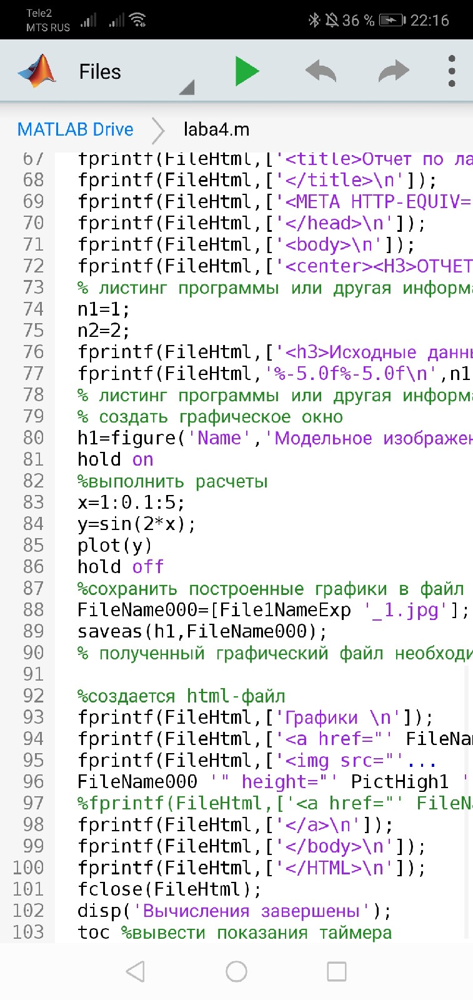 Tele2
MTS RUS
36 %
22:16
Files
MATLAB Drive
laba4.m
67 fprintf(FileHtml,['<title>Отчет по ла
68 fprintf(FileHtml,['</title>\n']);
69 fprintf(FileHtml,['<META HTTP-EQUIV=
70 fprintf(FileHtml,['</head>\n']);
71 fprintf(FileHtml,['<body>\n']);
72 fprintf(FileHtml,['<center><H3>ОТЧЕТ
73 % листинг программы или другая информа
74 n1=1;
75 n2=2;
76 fprintf(FileHtml,['<h3>Исходные данны
77 fprintf(FileHtml,'%-5.0f%-5.0f\n',n1
78 % листинг программы или другая информа
79 % создать графическое окно
80 h1=figure('Name','Модельное изображен
81 hold on
82 %выполнить расчеты
83 x=1:0.1:5;
84 y=sin(2*x);
85 plot(y)
86 hold off
87 %сохранить построенные графики в файл
88 FileName000=[File1NameExp '_1.jpg'];
89 saveas(h1,FileName000);
90 % полученный графический файл необходи
91
92 %создается html-файл
93 fprintf(FileHtml,['Графики \n']);
94 fprintf(FileHtml,['<a href="' FileNa
95 fprintf(FileHtml,['<img src="'...
96 FileName000 '" height="' PictHigh1 '
97 %fprintf(FileHtml,['<a href="' FileN
98 fprintf(FileHtml,['</a>\n']);
99 fprintf(FileHtml,['</body>\n']);
100 fprintf(FileHtml,['</HTML>\n']);
101 fclose(FileHtml);
102 disp('Вычисления завершены');
103 toc %вывести показания таймера